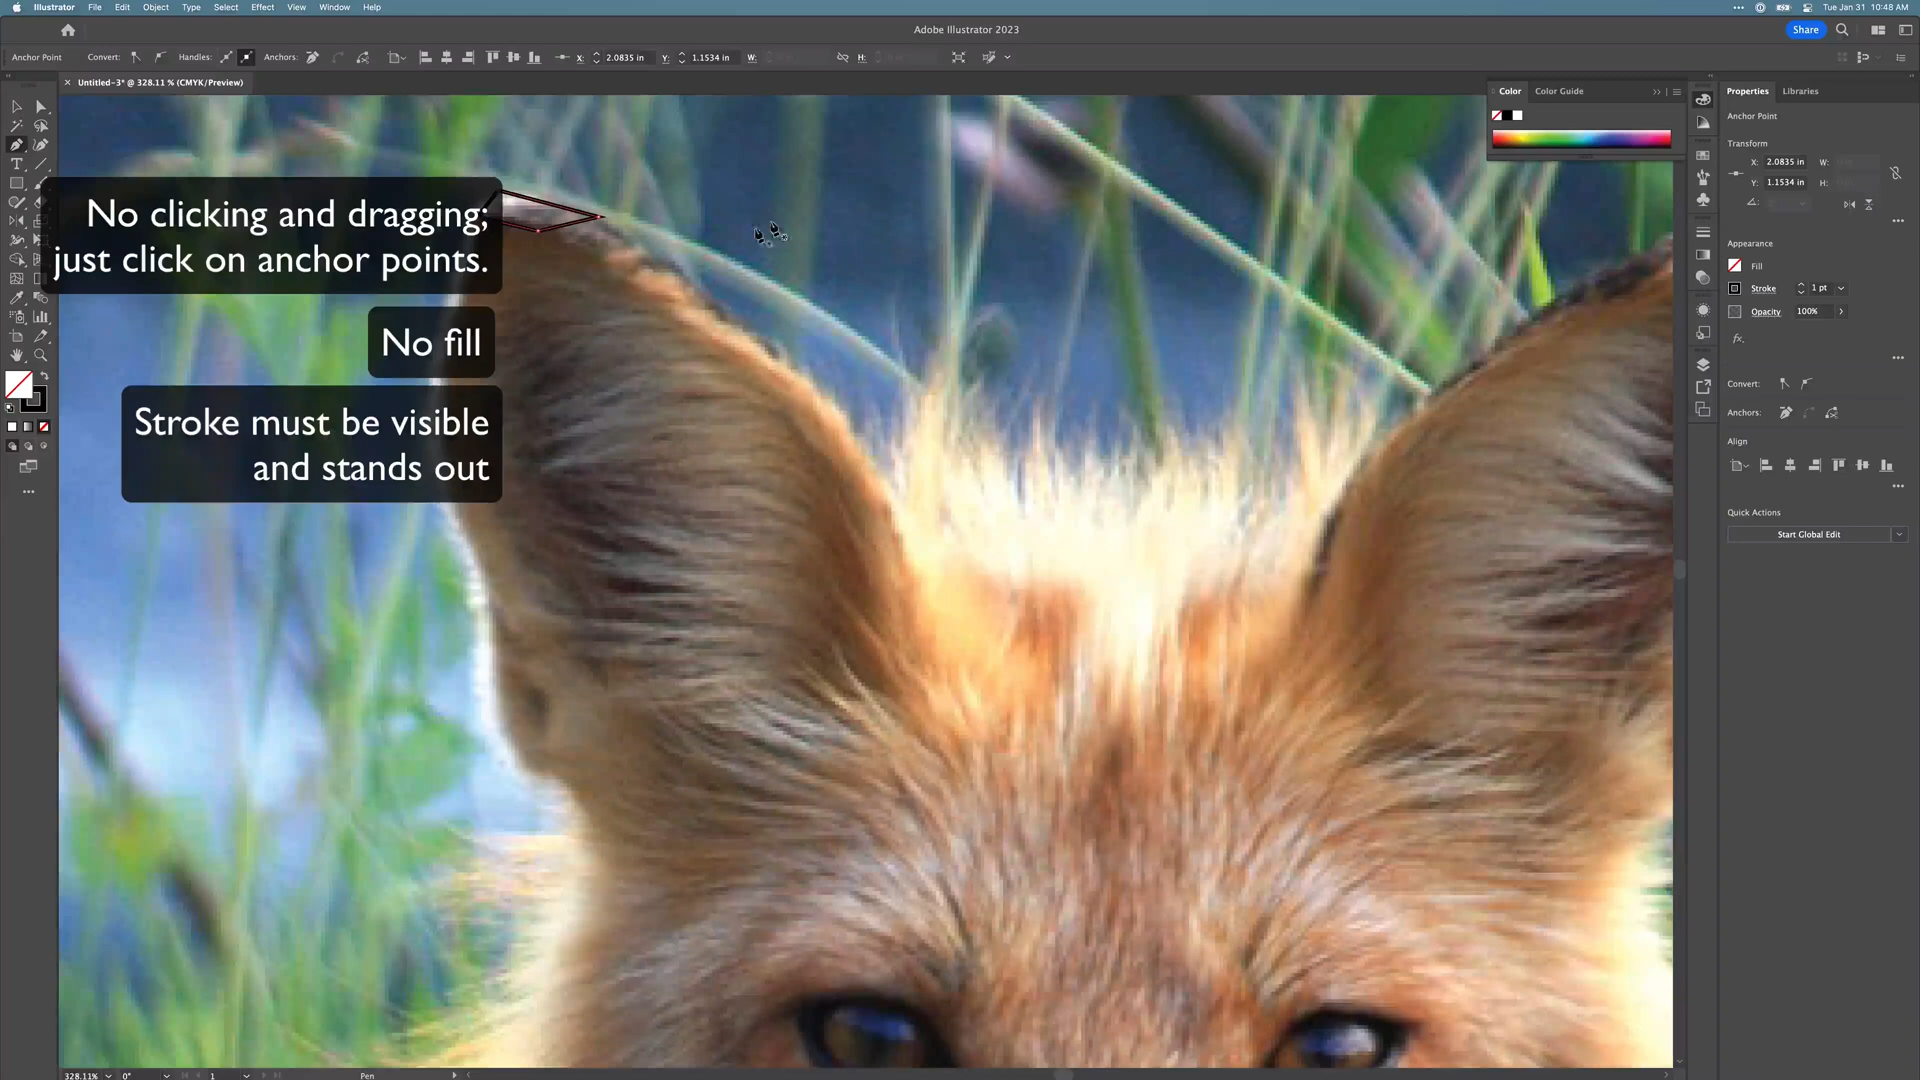 Illustrator File Edit Object Type Select Effect View Window Help
Tue Jan 31 10:48 AM
Adobe Illustrator 2023
Share
Anchor Point Convert: Handles: Anchors: X: 2.0835 in Y: 1.1534 in W: H:
Untitled-3* @ 328.11 % (CMYK/Preview)
Color Color Guide
Properties Libraries
Anchor Point
Transform
X: 2.0835 in W:
Y: 1.1534 in H:
Appearance
Fill
Stroke 1 pt
Opacity 100%
fx.
Convert:
Anchors:
Align
Quick Actions
Start Global Edit
No clicking and dragging;
just click on anchor points.
No fill
Stroke must be visible
and stands out
328.11% 0° 1 Pen